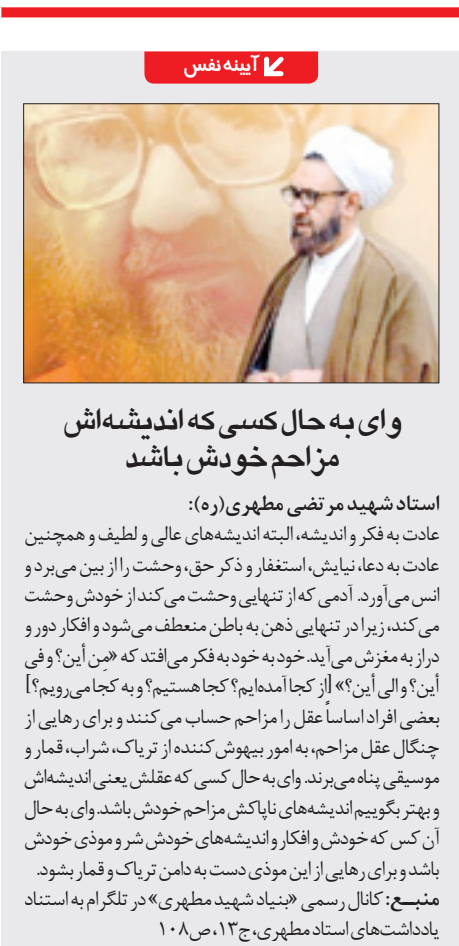 آیینه نفس
وای به حال کسی که اندیشه‌اش
مزاحم خودش باشد
استاد شهید مرتضی مطهری(ره):
عادت به فکر و اندیشه، البته اندیشه‌های عالی و لطیف و همچنین
عادت به دعا، نیایش، استغفار و ذکر حق، وحشت را از بین می‌برد و
انس می‌آورد. آدمی که از تنهایی وحشت می‌کند از خودش وحشت
می‌کند، زیرا در تنهایی ذهن به باطن منعطف می‌شود و افکار دور و
دراز به مغزش می‌آید. خود به خود به فکر می‌افتد که «مِن أین؟ و فی
أین؟ و الی أین؟» [از کجا آمده‌ایم؟ کجا هستیم؟ و به کجا می‌رویم؟]
بعضی افراد اساساً عقل را مزاحم حساب می‌کنند و برای رهایی از
چنگال عقل مزاحم، به امور بیهوش کننده از تریاک، شراب، قمار و
موسیقی پناه می‌برند. وای به حال کسی که عقلش یعنی اندیشه‌اش
و بهتر بگوییم اندیشه‌های ناپاکش مزاحم خودش باشد. وای به حال
آن کس که خودش و افکار و اندیشه‌های خودش شر و موذی خودش
باشد و برای رهایی از این موذی دست به دامن تریاک و قمار بشود.
منبـــع: کانال رسمی «بنیاد شهید مطهری» در تلگرام به استناد
یادداشت‌های استاد مطهری، ج۱۳، ص۱۰۸